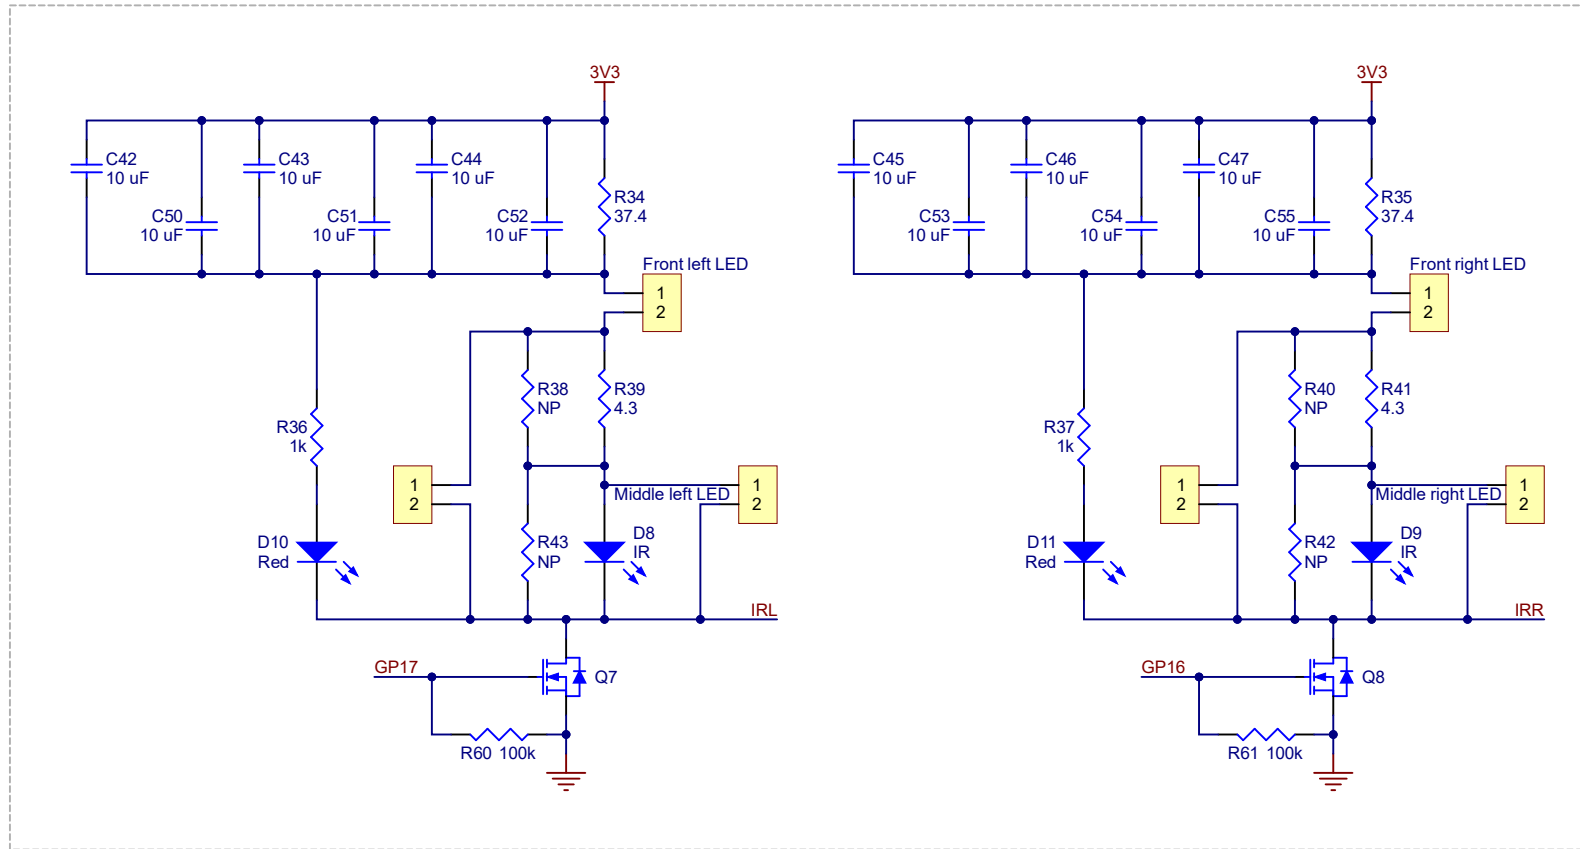 3V3
C42
10 uF
C43
10 uF
C44
10 uF
C50
10 uF
C51
10 uF
C52
10 uF
R34
37.4
Front left LED
1
2
R38
NP
R39
4.3
R36
1k
1
2
Middle left LED
1
2
D10
Red
R43
NP
D8
IR
IRL
GP17
Q7
R60 100k
3V3
C45
10 uF
C46
10 uF
C47
10 uF
C53
10 uF
C54
10 uF
C55
10 uF
R35
37.4
Front right LED
1
2
R40
NP
R41
4.3
R37
1k
1
2
Middle right LED
1
2
D11
Red
R42
NP
D9
IR
IRR
GP16
Q8
R61 100k